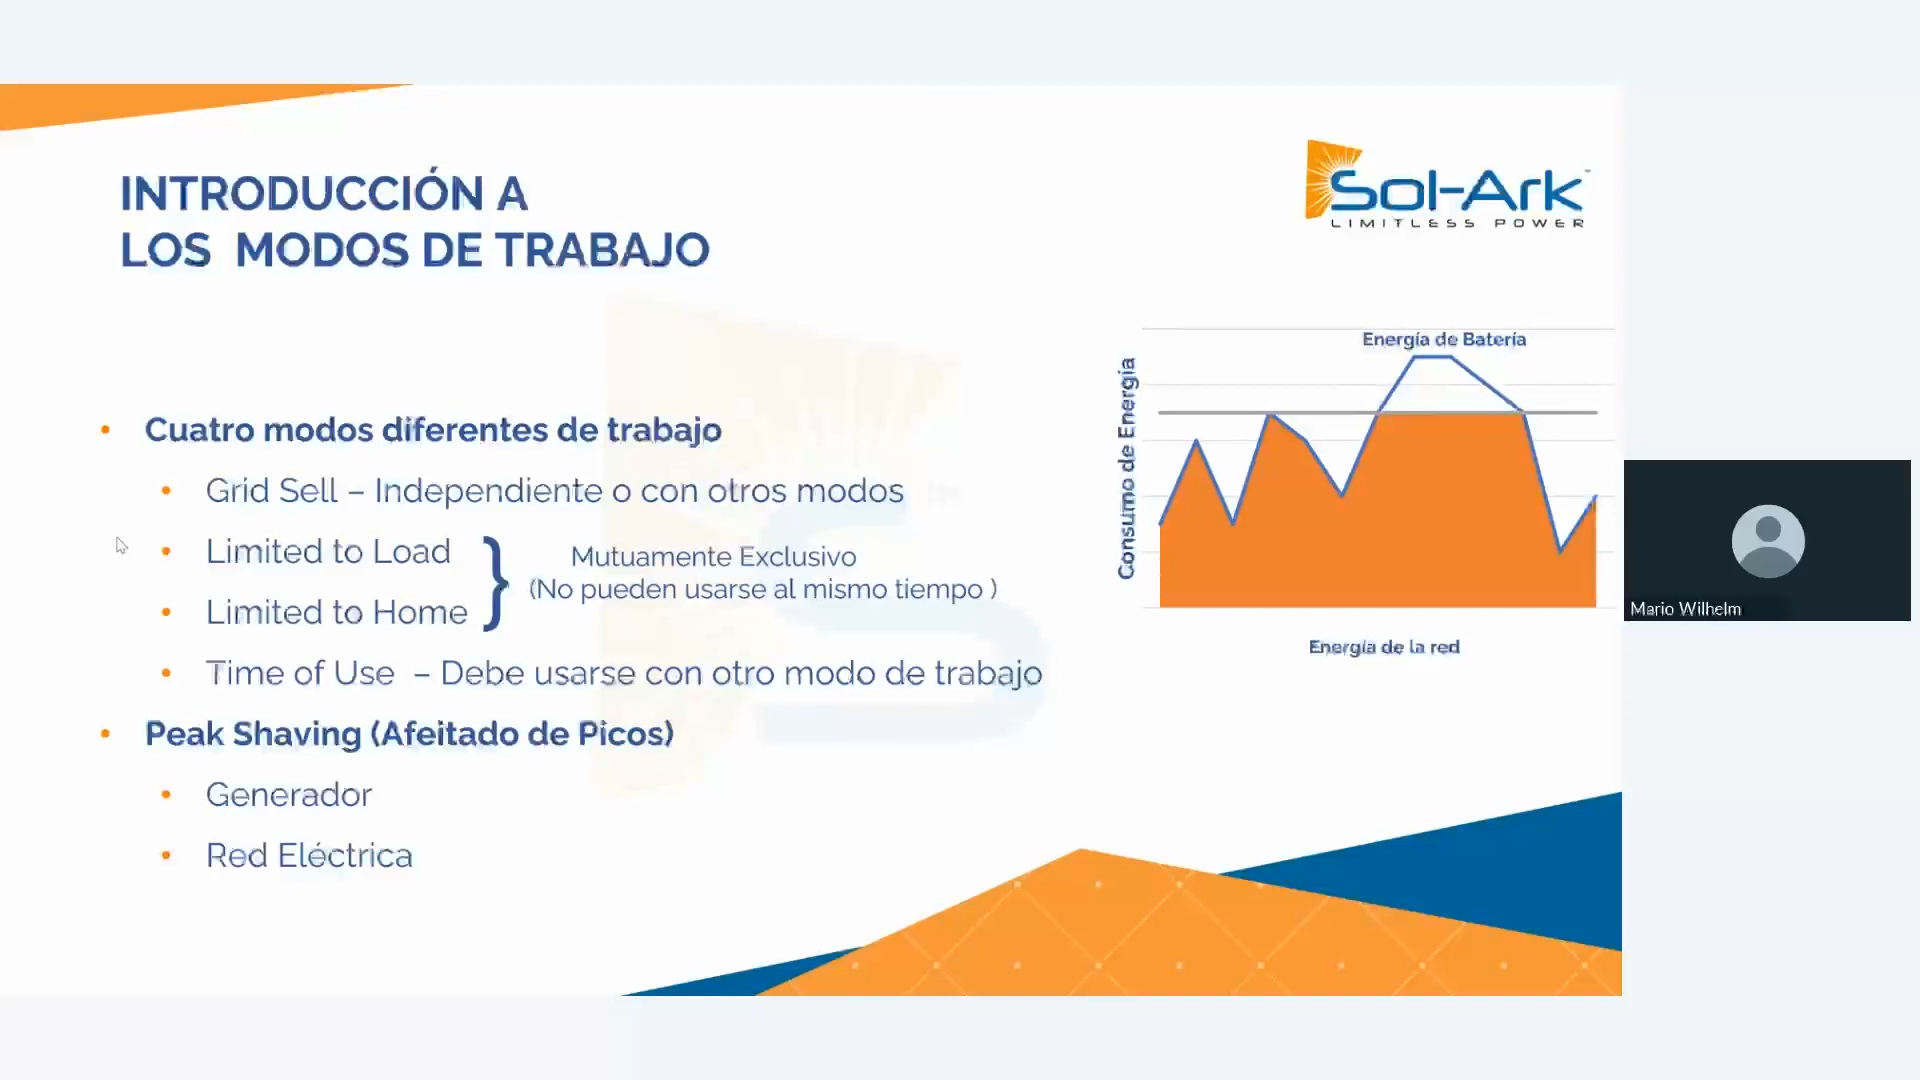 INTRODUCCIÓN A
LOS MODOS DE TRABAJO
Sol-Ark
LIMITLESS POWER
Cuatro modos diferentes de trabajo
Grid Sell – Independiente o con otros modos
Limited to Load
Limited to Home
}
Mutuamente Exclusivo
(No pueden usarse al mismo tiempo )
Time of Use – Debe usarse con otro modo de trabajo
Peak Shaving (Afeitado de Picos)
Generador
Red Eléctrica
Energía de Batería
Consumo de Energía
Energía de la red
Mario Wilhelm